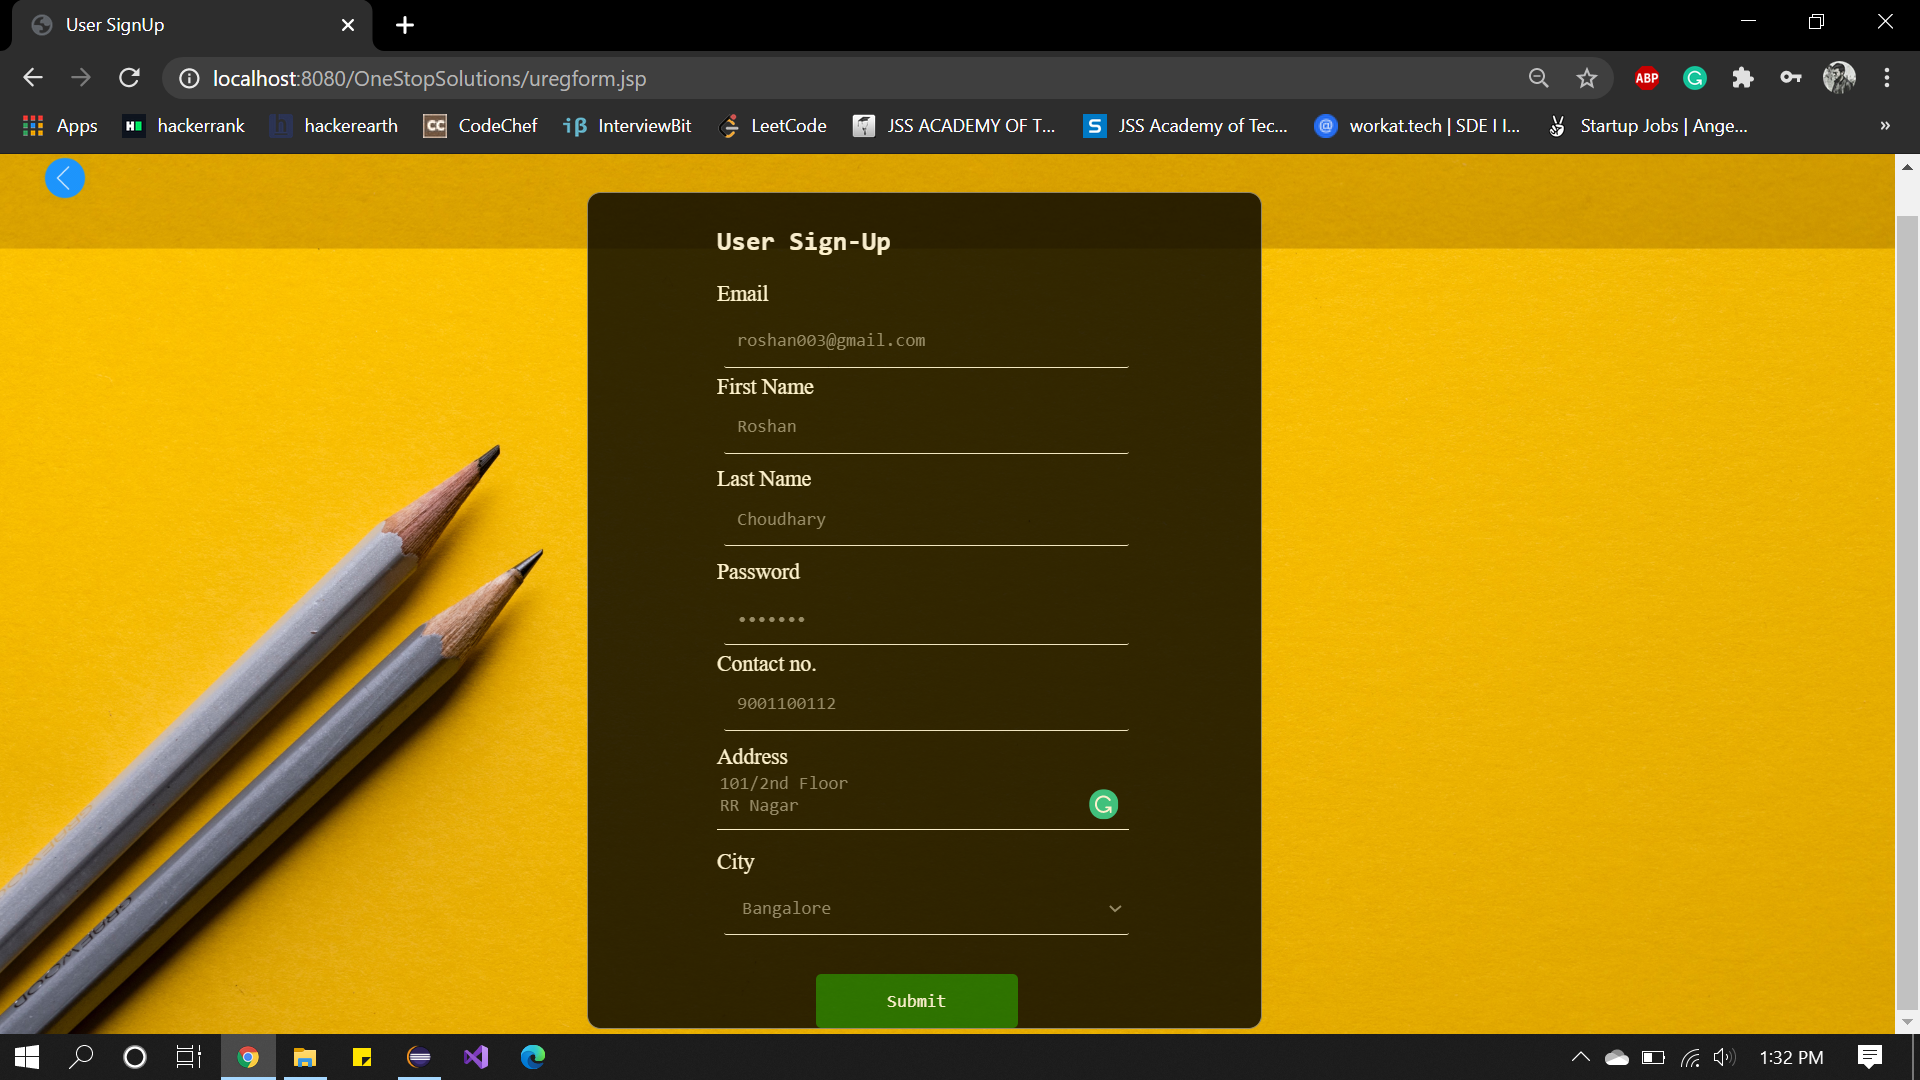 User SignUp
localhost:8080/OneStopSolutions/uregform.jsp
ABP
Apps
hackerrank
hackerearth
CC CodeChef
InterviewBit
LeetCode
JSS ACADEMY OF T...
S JSS Academy of Tec...
@ workat.tech | SDE I I...
Startup Jobs | Ange...
»
User Sign-Up
Email
roshan003@gmail.com
First Name
Roshan
Last Name
Choudhary
Password
•••••••
Contact no.
9001100112
Address
101/2nd Floor
RR Nagar
City
Bangalore
Submit
1:32 PM